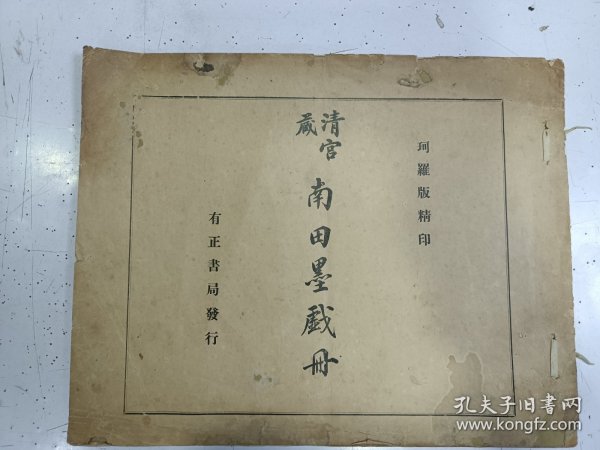 珂羅版精印
清宮藏
南田墨戲冊
有正書局發行
孔夫子旧书网
www.kongfz.com